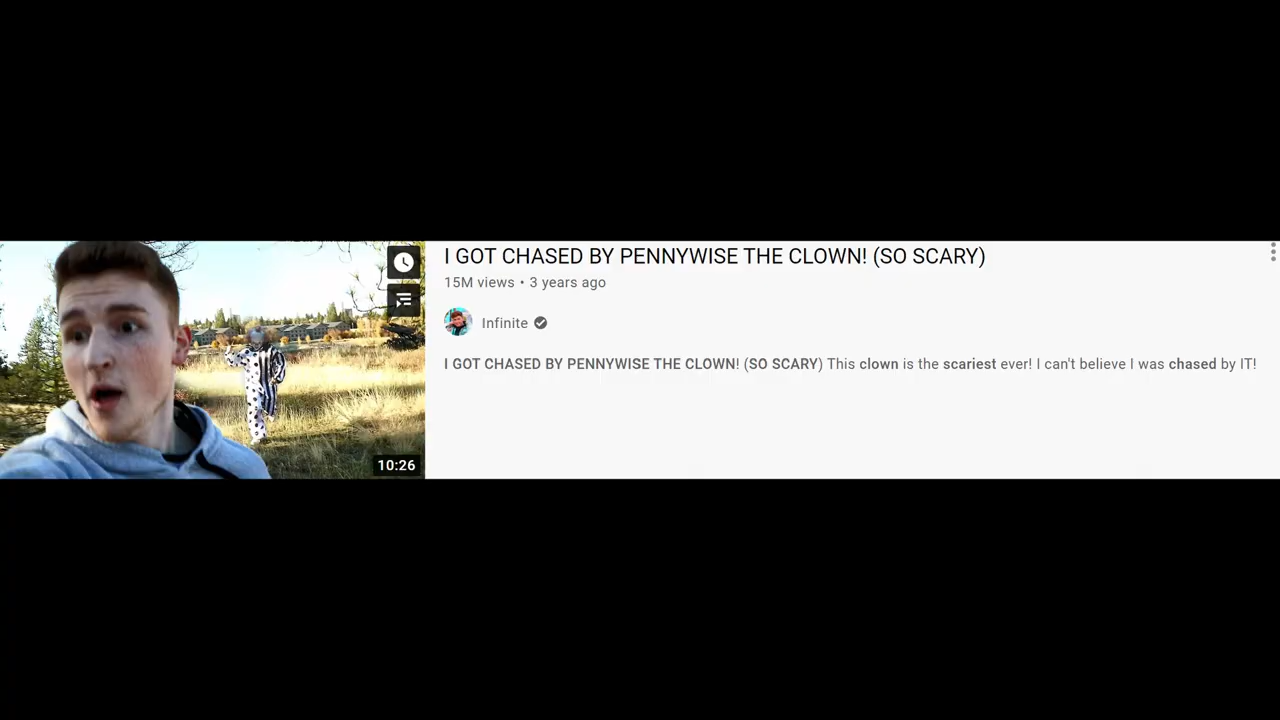 I GOT CHASED BY PENNYWISE THE CLOWN! (SO SCARY)
15M views • 3 years ago
Infinite
I GOT CHASED BY PENNYWISE THE CLOWN! (SO SCARY) This clown is the scariest ever! I can't believe I was chased by IT!
10:26